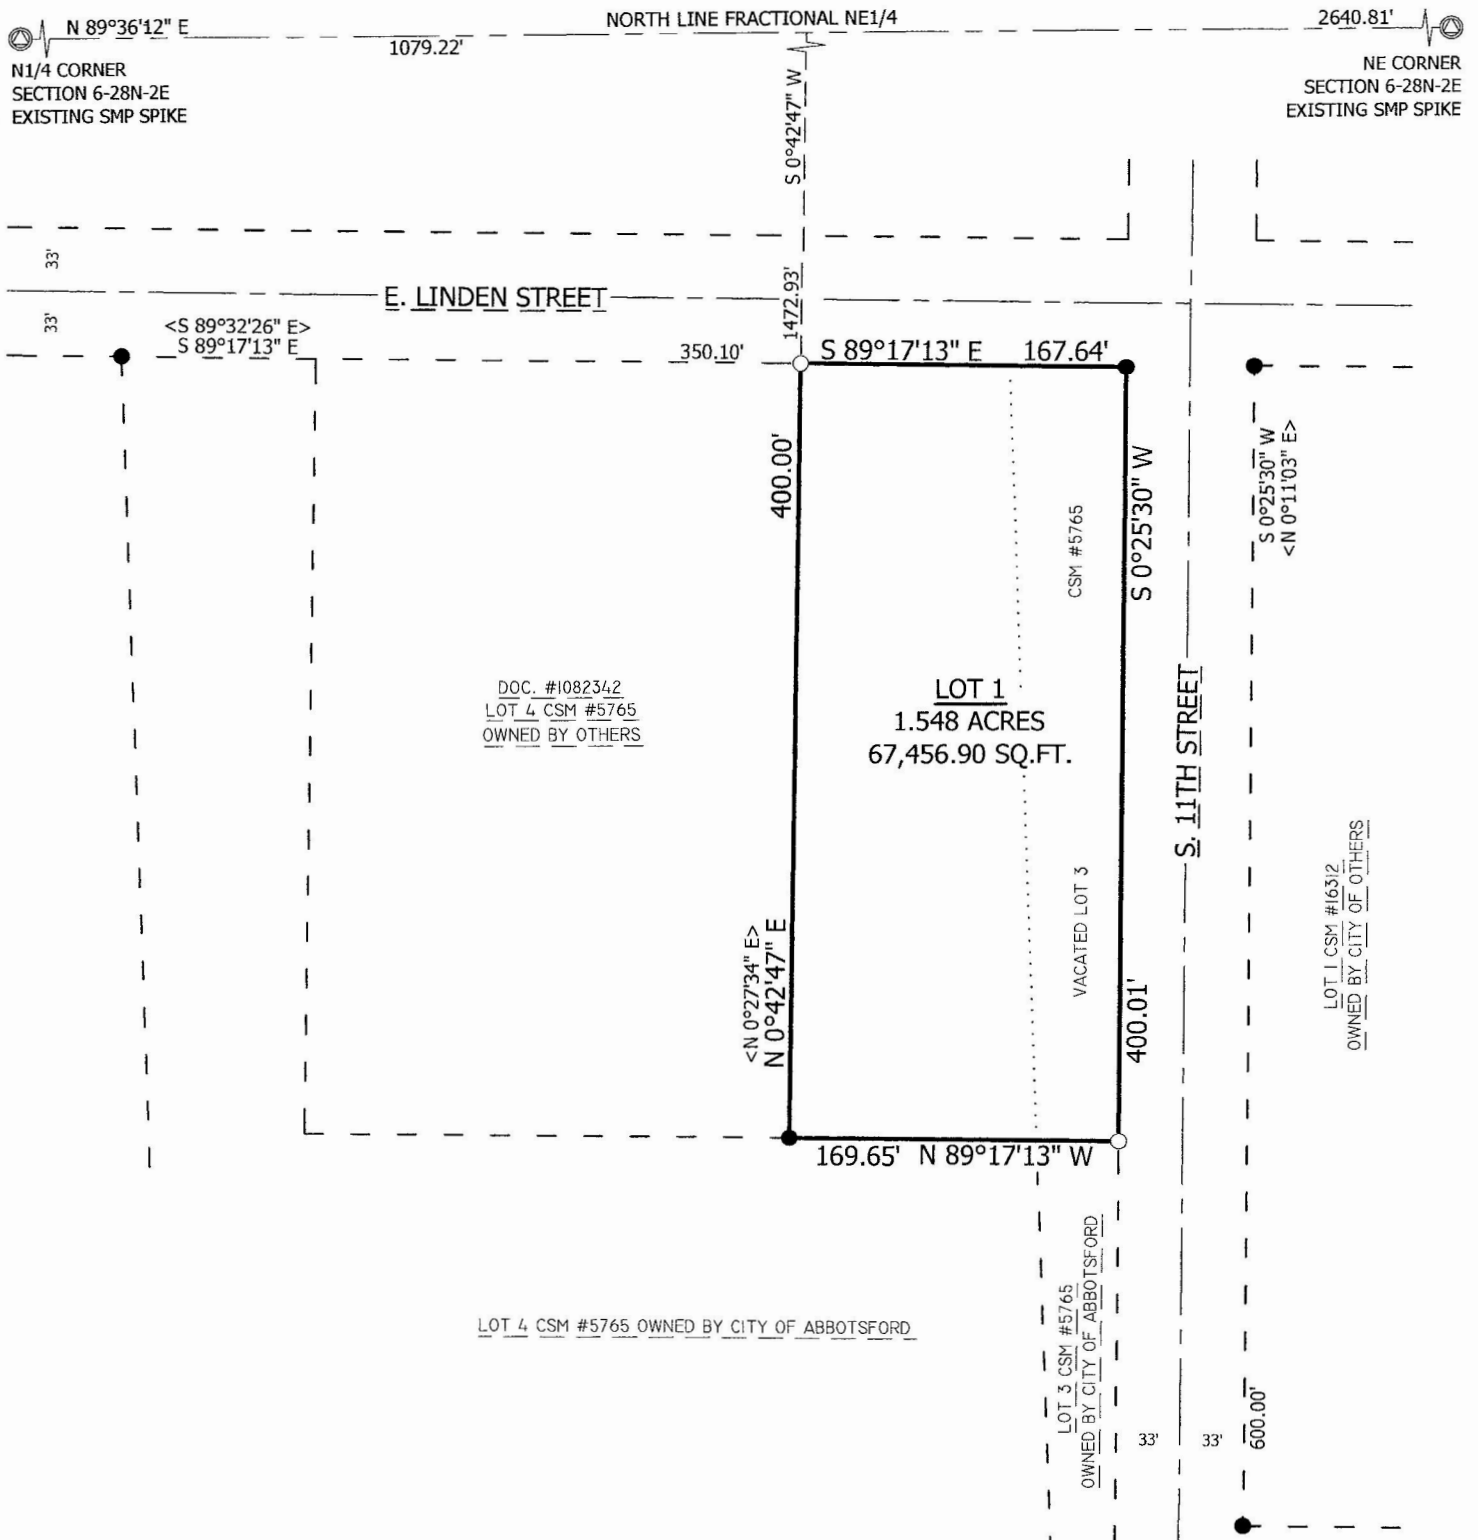 N 89°36'12" E
NORTH LINE FRACTIONAL NE1/4
2640.81'
1079.22'
N1/4 CORNER
SECTION 6-28N-2E
EXISTING SMP SPIKE
NE CORNER
SECTION 6-28N-2E
EXISTING SMP SPIKE
S 0°42'47" W
1472.93'
33'
33'
E. LINDEN STREET
<S 89°32'26" E>
S 89°17'13" E
350.10'
S 89°17'13" E
167.64'
400.00'
S 0°25'30" W
S 0°25'30" W
<N 0°11'03" E>
CSM #5765
DOC. #1082342
LOT 4 CSM #5765
OWNED BY OTHERS
LOT 1
1.548 ACRES
67,456.90 SQ.FT.
S. 11TH STREET
VACATED LOT 3
<N 0°27'34" E>
N 0°42'47" E
400.01'
LOT 1 CSM #16312
OWNED BY CITY OF OTHERS
169.65'
N 89°17'13" W
LOT 4 CSM #5765 OWNED BY CITY OF ABBOTSFORD
LOT 3 CSM #5765
OWNED BY CITY OF ABBOTSFORD
33'
33'
600.00'